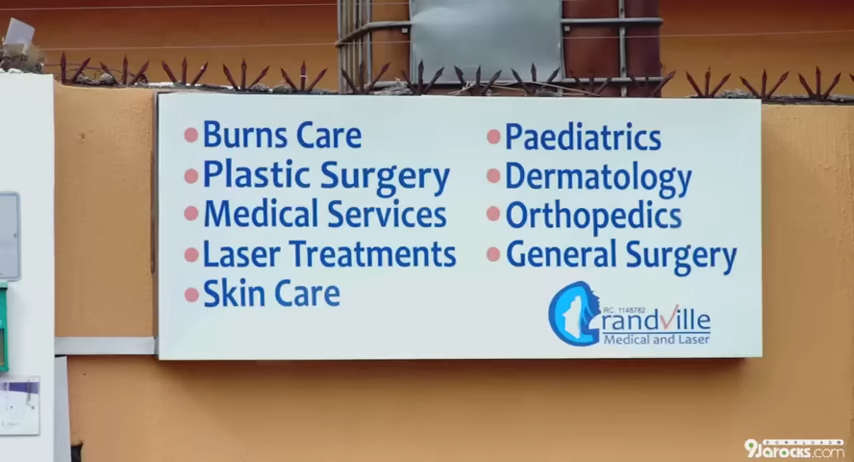 Burns Care
Plastic Surgery
Medical Services
Laser Treatments
Skin Care
Paediatrics
Dermatology
Orthopedics
General Surgery
RC. 1148782
Grandville
Medical and Laser
DOWNLOADED
9Jarocks.com